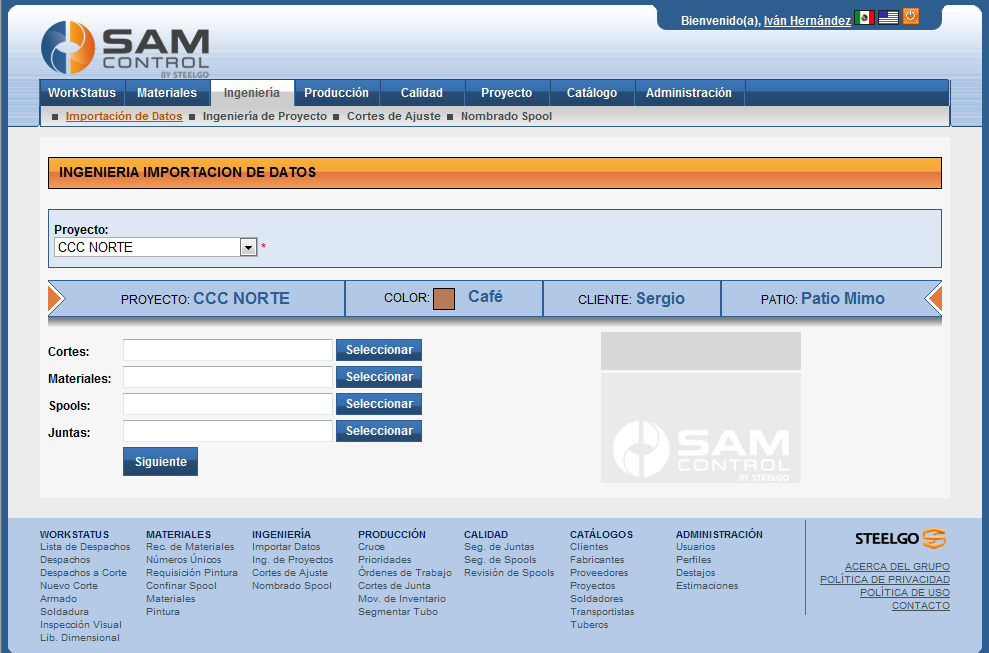 Bienvenido(a), Iván Hernández
SAM
CONTROL
BY STEELGO
WorkStatus Materiales Ingeniería Producción Calidad Proyecto Catálogo Administración
Importación de Datos Ingeniería de Proyecto Cortes de Ajuste Nombrado Spool
INGENIERIA IMPORTACION DE DATOS
Proyecto:
CCC NORTE *
PROYECTO: CCC NORTE COLOR: Café CLIENTE: Sergio PATIO: Patio Mimo
Cortes: Seleccionar
Materiales: Seleccionar
Spools: Seleccionar
Juntas: Seleccionar
Siguiente
SAM
CONTROL
BY STEELGO
WORKSTATUS
Lista de Despachos
Despachos
Despachos a Corte
Nuevo Corte
Armado
Soldadura
Inspección Visual
Lib. Dimensional
MATERIALES
Rec. de Materiales
Números Únicos
Requisición Pintura
Confinar Spool
Materiales
Pintura
INGENIERÍA
Importar Datos
Ing. de Proyectos
Cortes de Ajuste
Nombrado Spool
PRODUCCIÓN
Cruce
Prioridades
Órdenes de Trabajo
Cortes de Junta
Mov. de Inventario
Segmentar Tubo
CALIDAD
Seg. de Juntas
Seg. de Spools
Revisión de Spools
CATÁLOGOS
Clientes
Fabricantes
Proveedores
Proyectos
Soldadores
Transportistas
Tuberos
ADMINISTRACIÓN
Usuarios
Perfiles
Destajos
Estimaciones
STEELGO
ACERCA DEL GRUPO
POLÍTICA DE PRIVACIDAD
POLÍTICA DE USO
CONTACTO